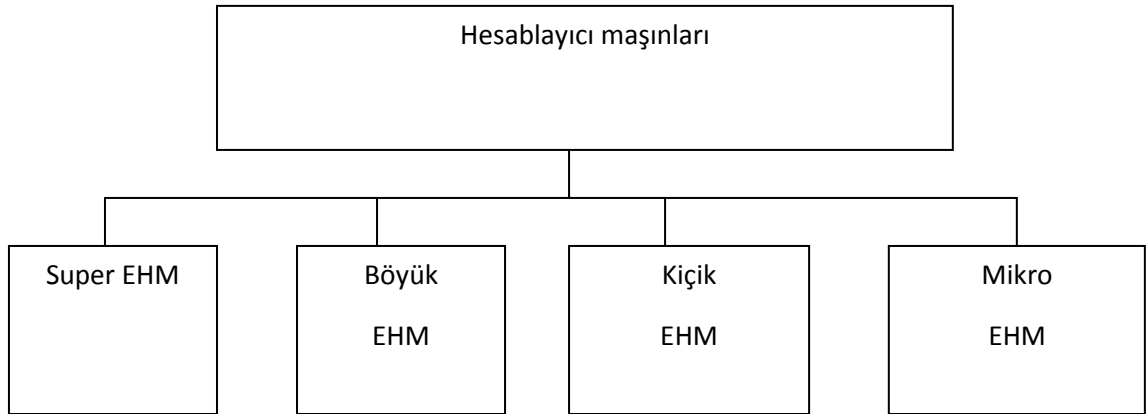 Hesablayıcı maşınları
Super EHM
Böyük
EHM
Kiçik
EHM
Mikro
EHM